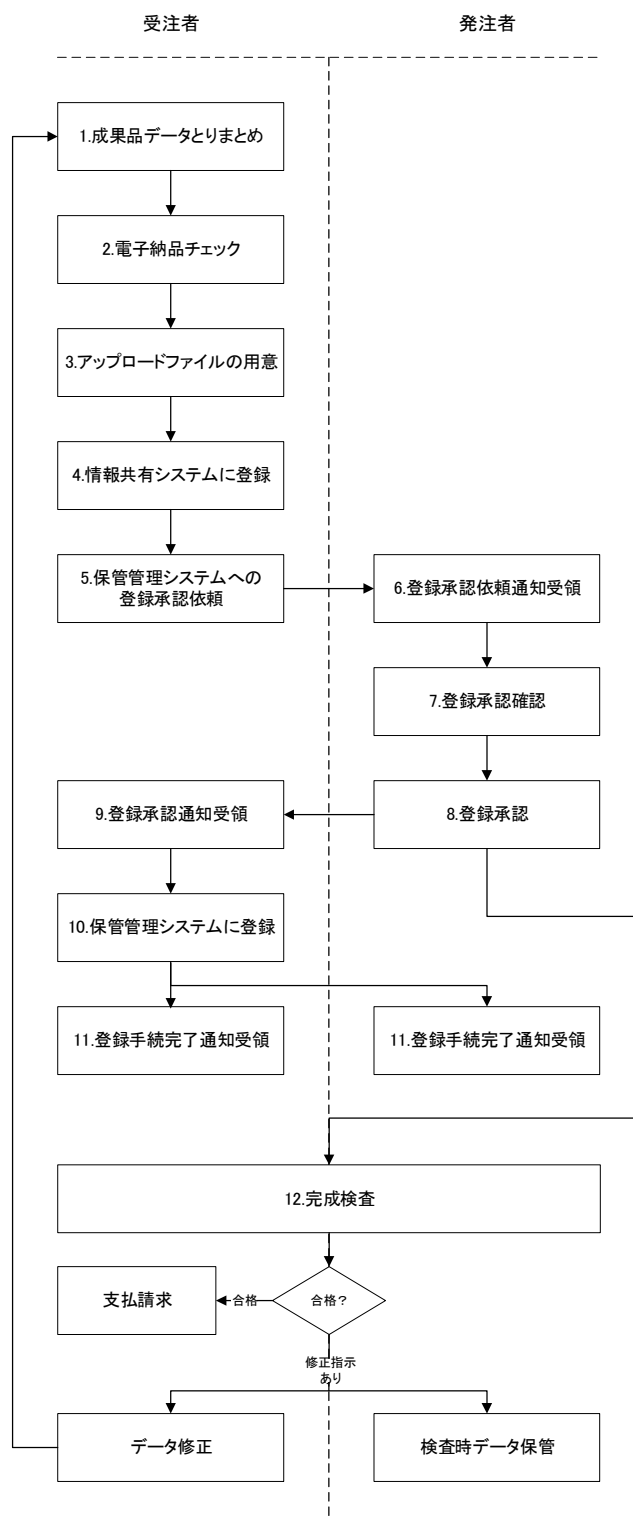 受注者
発注者
1.成果品データとりまとめ
2.電子納品チェック
3.アップロードファイルの用意
4.情報共有システムに登録
5.保管管理システムへの
登録承認依頼
6.登録承認依頼通知受領
7.登録承認確認
8.登録承認
9.登録承認通知受領
10.保管管理システムに登録
11.登録手続完了通知受領
11.登録手続完了通知受領
12.完成検査
合格?
合格
支払請求
修正指示
あり
データ修正
検査時データ保管